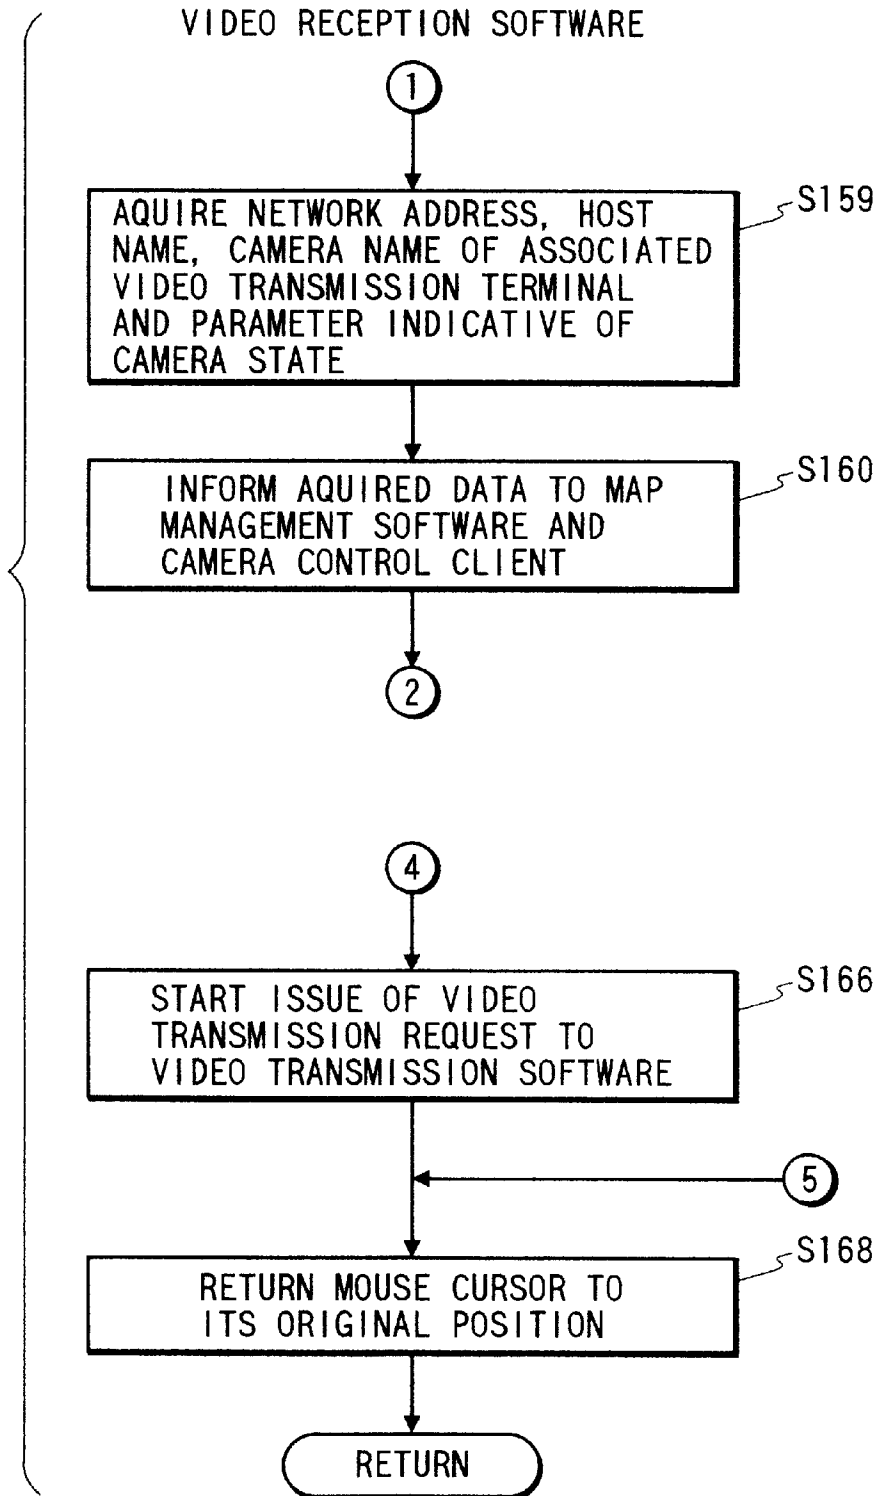 VIDEO RECEPTION SOFTWARE
1
S159
AQUIRE NETWORK ADDRESS, HOST
NAME, CAMERA NAME OF ASSOCIATED
VIDEO TRANSMISSION TERMINAL
AND PARAMETER INDICATIVE OF
CAMERA STATE
S160
INFORM AQUIRED DATA TO MAP
MANAGEMENT SOFTWARE AND
CAMERA CONTROL CLIENT
2
4
S166
START ISSUE OF VIDEO
TRANSMISSION REQUEST TO
VIDEO TRANSMISSION SOFTWARE
5
S168
RETURN MOUSE CURSOR TO
ITS ORIGINAL POSITION
RETURN